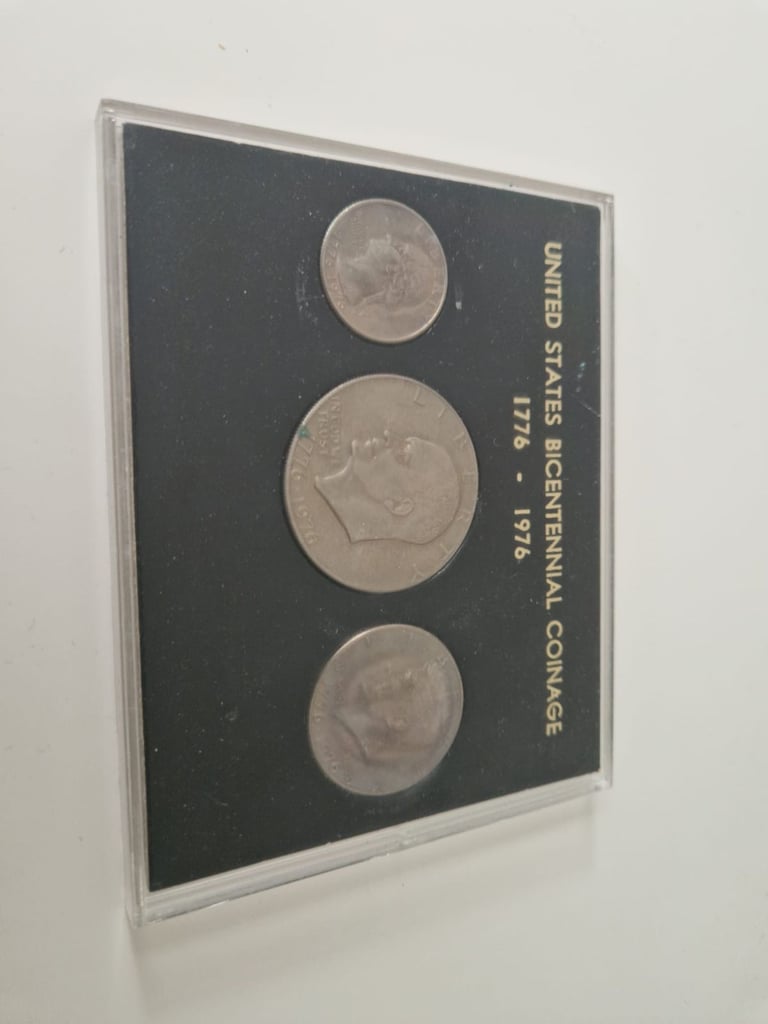 UNITED STATES BICENTENNIAL COINAGE
1776 - 1976
LIBERTY
IN GOD WE
TRUST
1776·1976